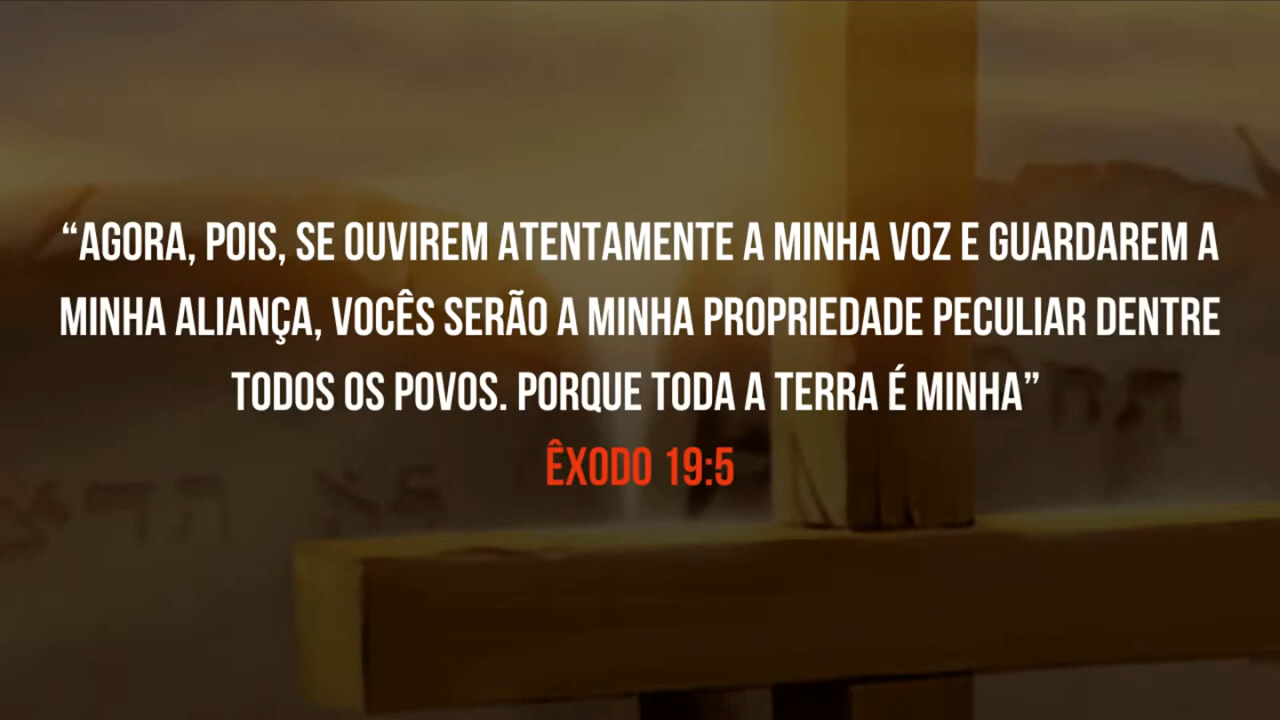 “AGORA, POIS, SE OUVIREM ATENTAMENTE A MINHA VOZ E GUARDAREM A
MINHA ALIANÇA, VOCÊS SERÃO A MINHA PROPRIEDADE PECULIAR DENTRE
TODOS OS POVOS. PORQUE TODA A TERRA É MINHA”
ÊXODO 19:5